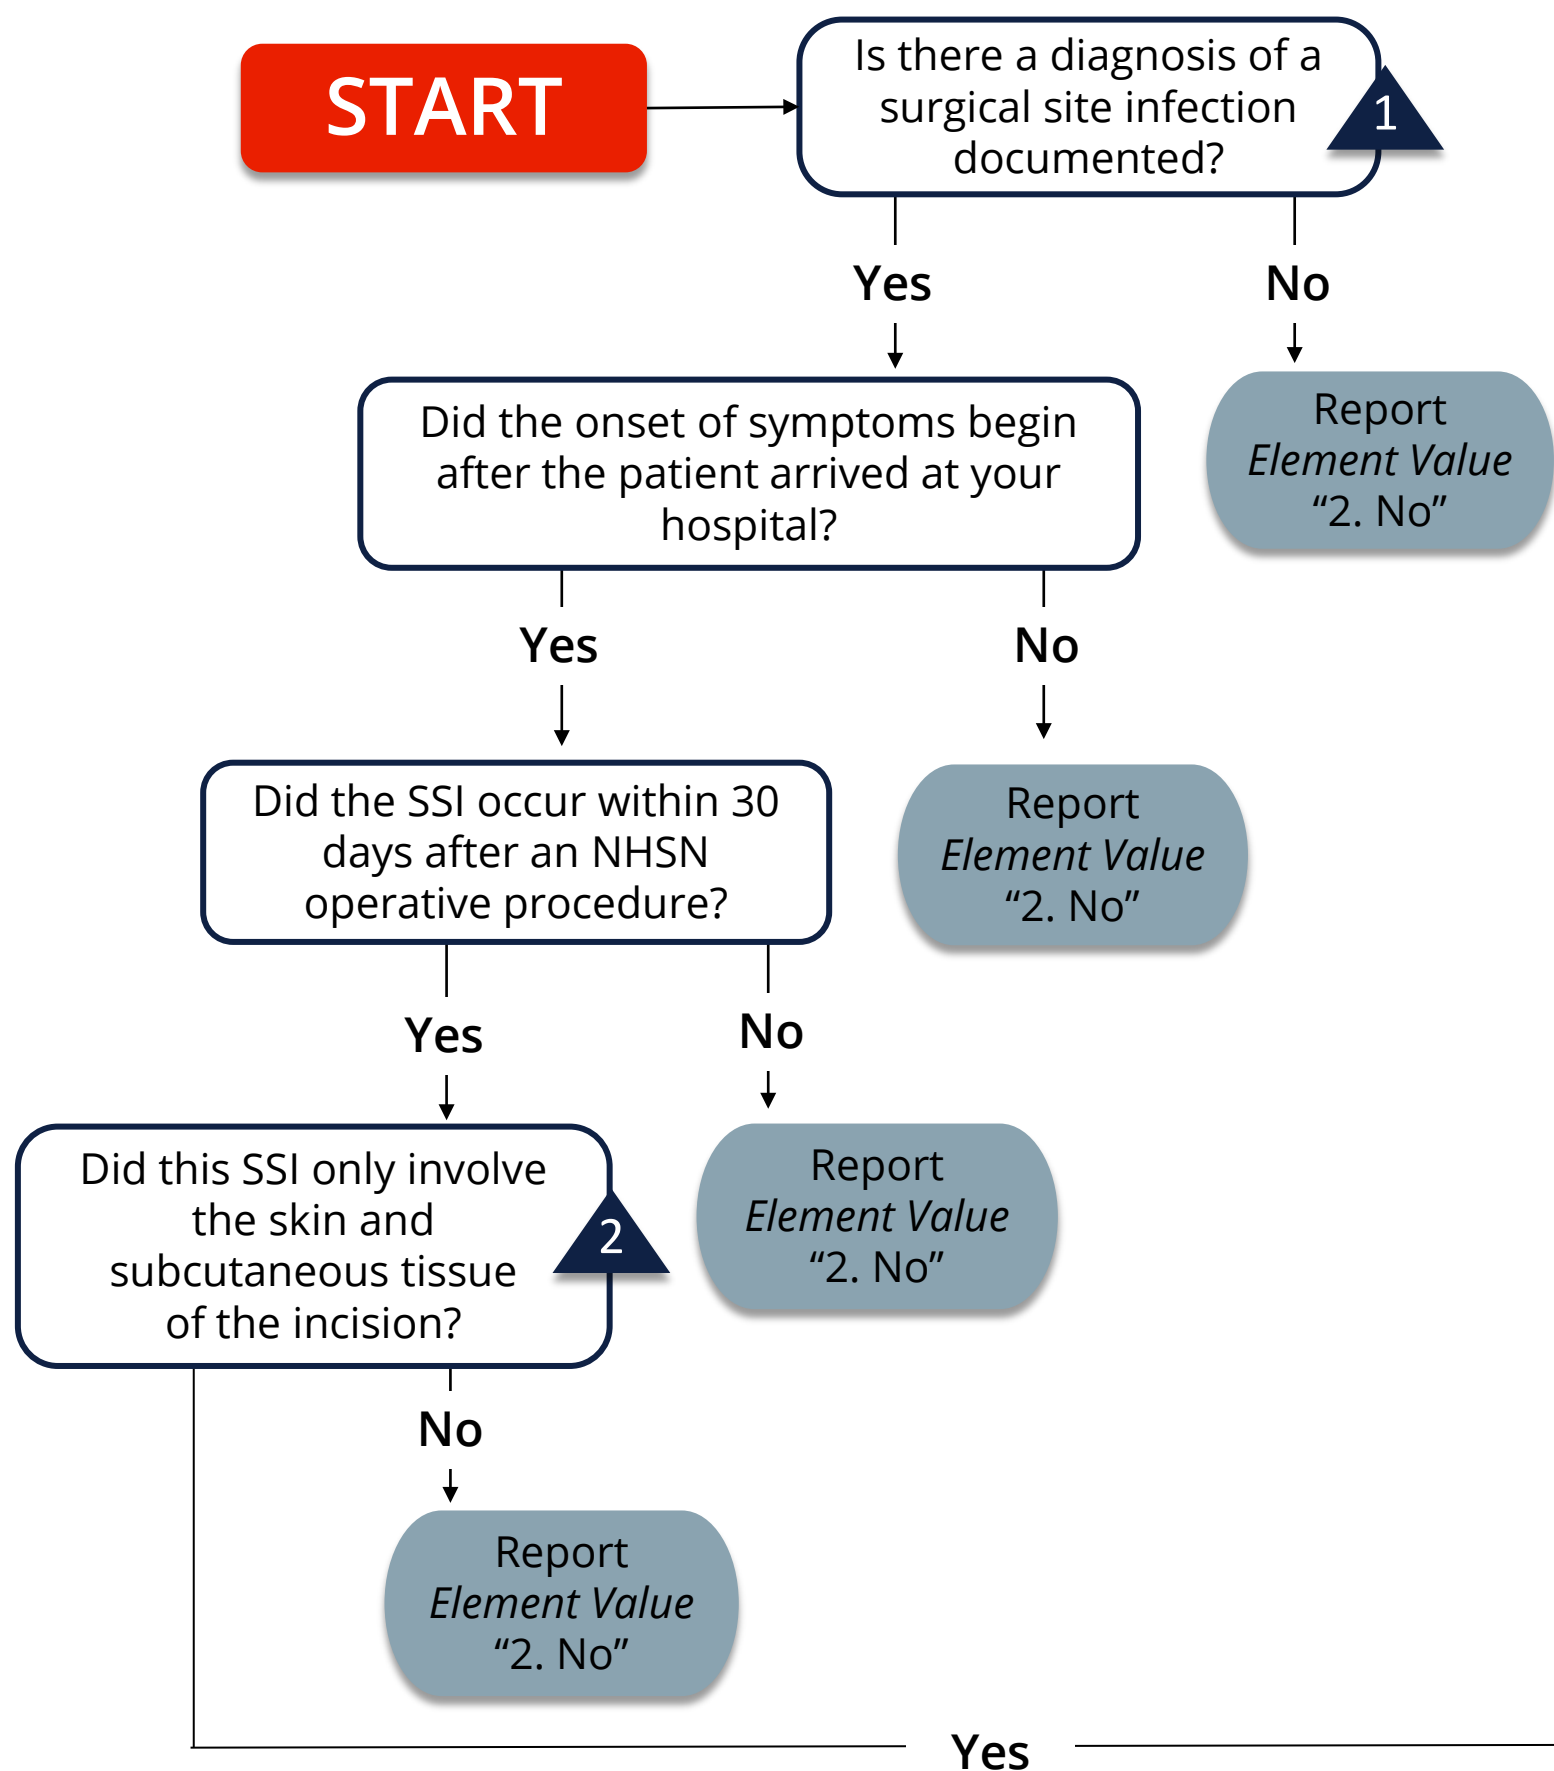 START
Is there a diagnosis of a
surgical site infection
documented?
1
Yes
No
Did the onset of symptoms begin
after the patient arrived at your
hospital?
Report
Element Value
“2. No”
Yes
No
Did the SSI occur within 30
days after an NHSN
operative procedure?
Report
Element Value
“2. No”
Yes
No
Did this SSI only involve
the skin and
subcutaneous tissue
of the incision?
2
Report
Element Value
“2. No”
No
Report
Element Value
“2. No”
Yes